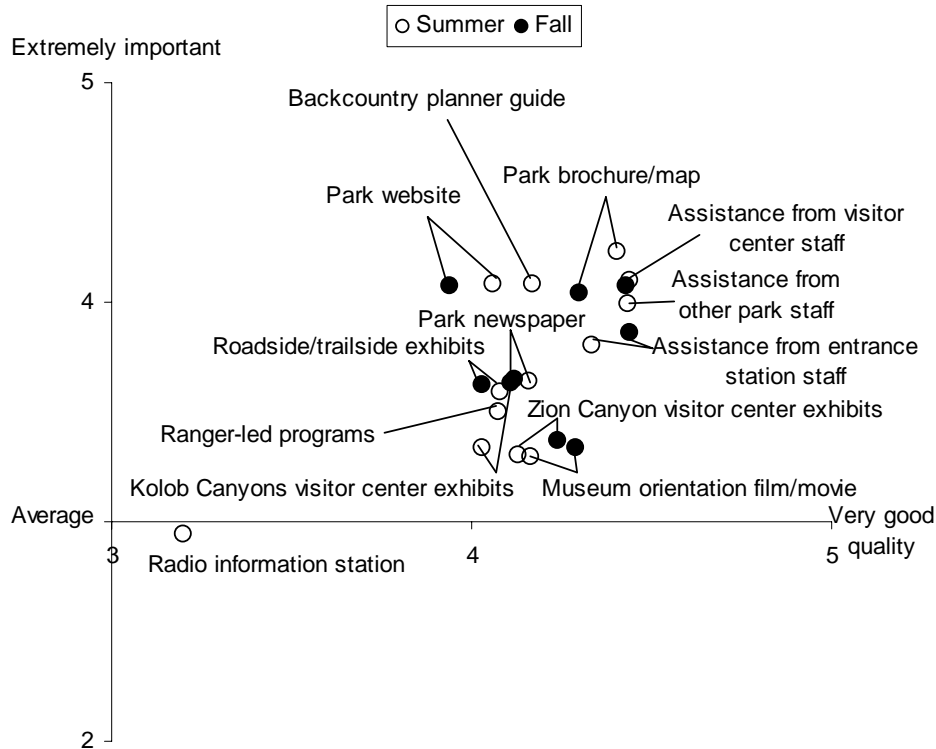 Summer Fall
Extremely important
5
Backcountry planner guide
Park brochure/map
Park website
Assistance from visitor
center staff
Assistance from
other park staff
4
Park newspaper
Roadside/trailside exhibits
Assistance from entrance
station staff
Zion Canyon visitor center exhibits
Ranger-led programs
Kolob Canyons visitor center exhibits
Museum orientation film/movie
Average
Very good
quality
3
4
5
Radio information station
2